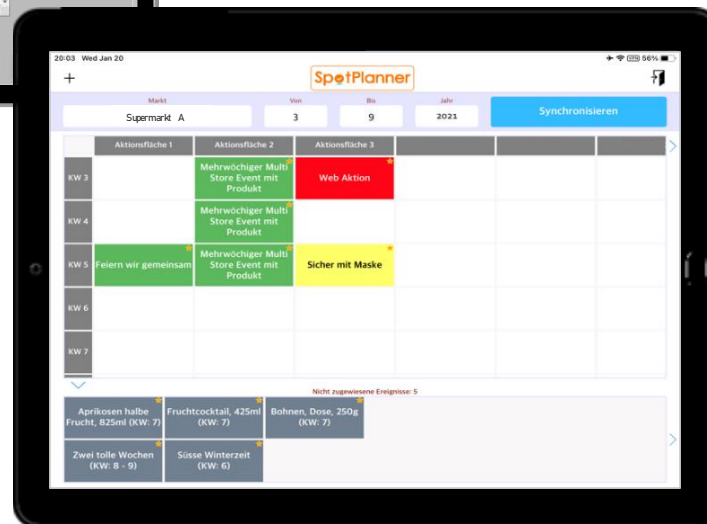 20:03 Wed Jan 20
56%
+
SpotPlanner
Markt
Von
Bis
Jahr
Supermarkt A
3
9
2021
Synchronisieren
Aktionsfläche 1
Aktionsfläche 2
Aktionsfläche 3
KW 3
Mehrwöchiger Multi
Store Event mit
Produkt
Web Aktion
KW 4
Mehrwöchiger Multi
Store Event mit
Produkt
KW 5
Feiern wir gemeinsam
Mehrwöchiger Multi
Store Event mit
Produkt
Sicher mit Maske
KW 6
KW 7
Nicht zugewiesene Ereignisse: 5
Aprikosen halbe
Frucht, 825ml (KW: 7)
Fruchtcocktail, 425ml
(KW: 7)
Bohnen, Dose, 250g
(KW: 7)
Zwei tolle Wochen
(KW: 8 - 9)
Süsse Winterzeit
(KW: 6)